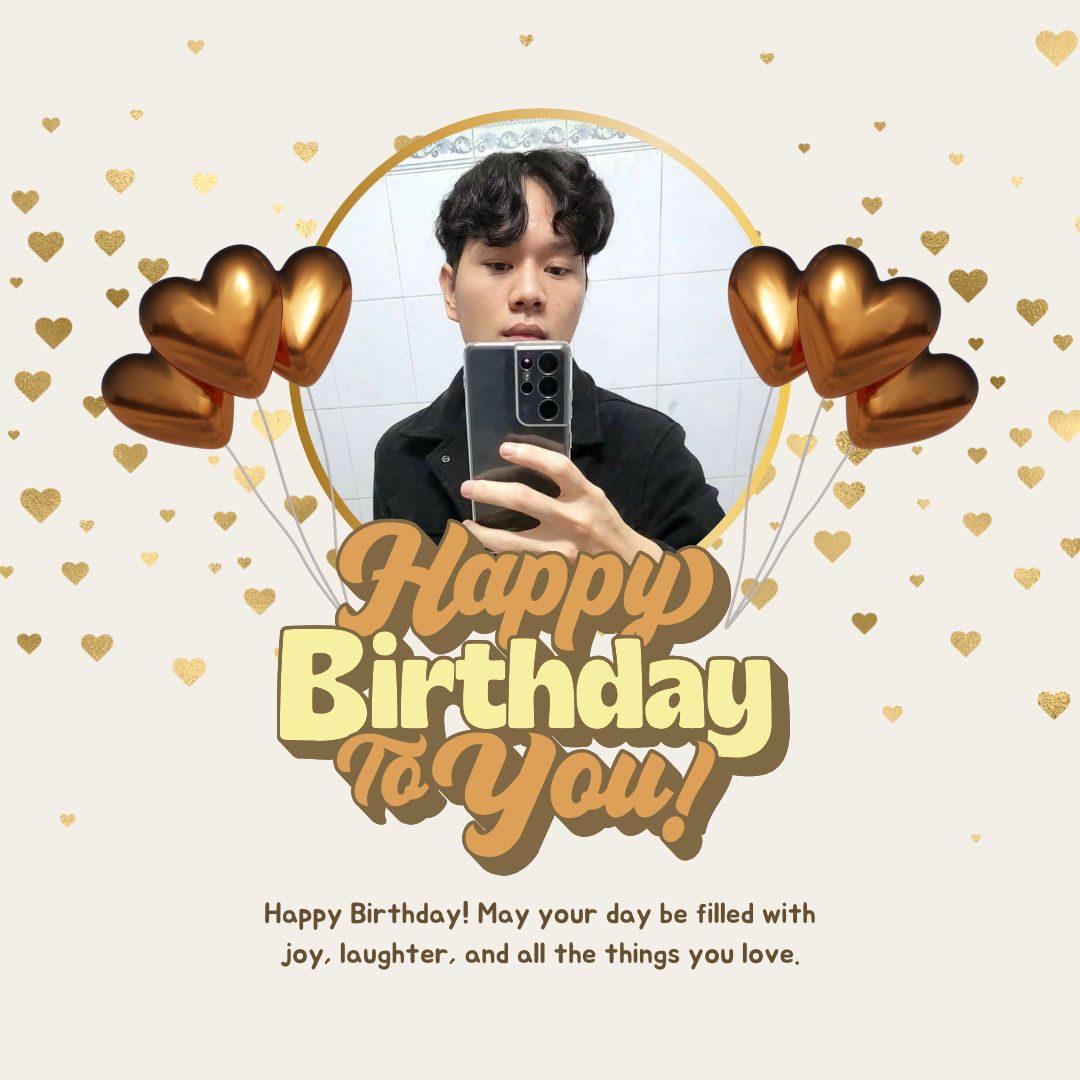 Happy
Birthday
To You!
Happy Birthday! May your day be filled with
joy, laughter, and all the things you love.